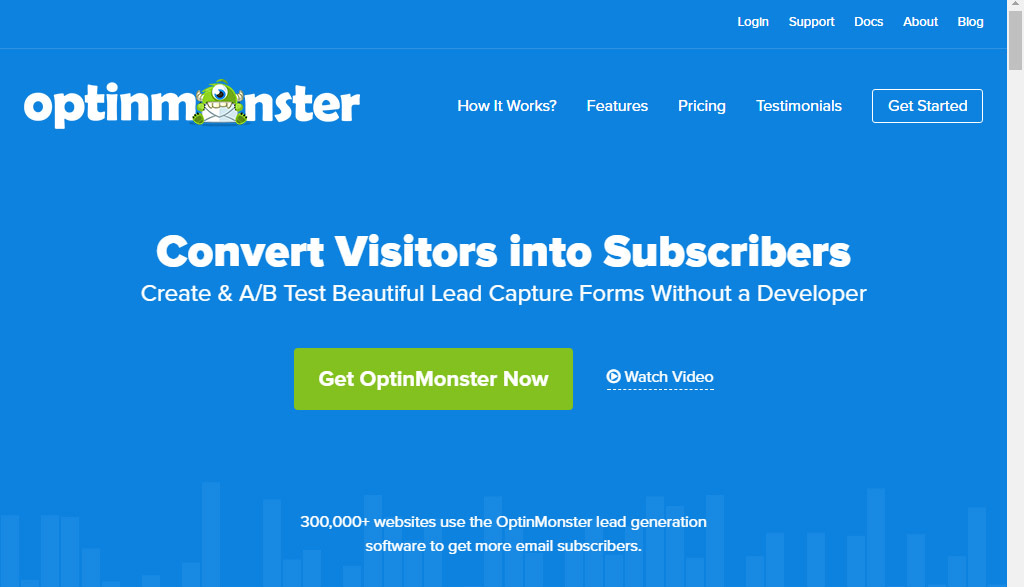 Login Support Docs About Blog
optinmonster
How It Works? Features Pricing Testimonials Get Started
Convert Visitors into Subscribers
Create & A/B Test Beautiful Lead Capture Forms Without a Developer
Get OptinMonster Now
Watch Video
300,000+ websites use the OptinMonster lead generation
software to get more email subscribers.